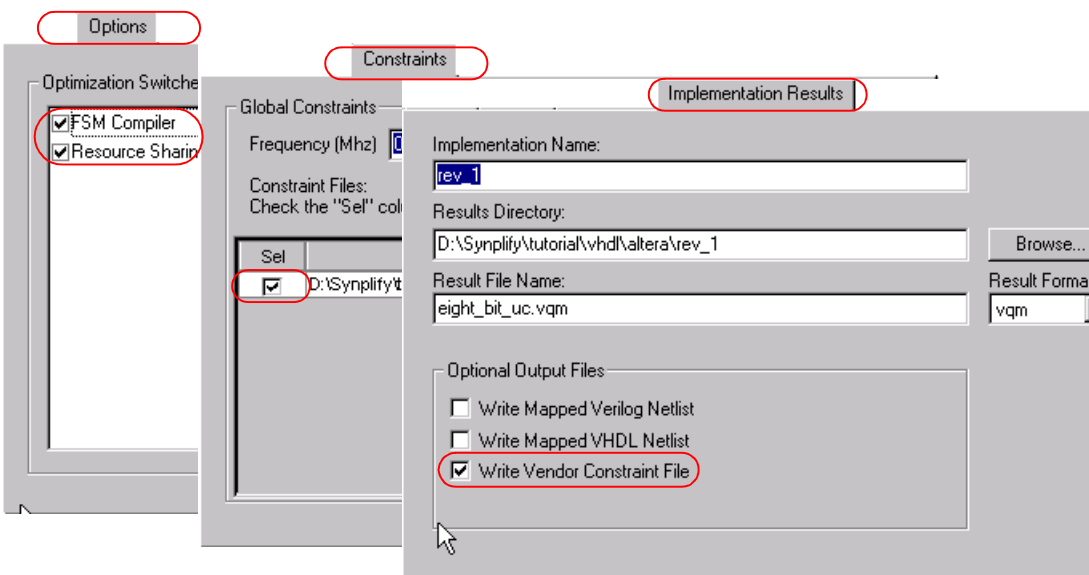 Options
Optimization Switche
FSM Compiler
Resource Sharin
Constraints
Global Constraints
Frequency (Mhz)
Constraint Files:
Check the "Sel" col
Sel
D:\Synplify\t
Implementation Results
Implementation Name:
rev_1
Results Directory:
D:\Synplify\tutorial\vhdl\altera\rev_1
Browse...
Result File Name:
Result Forma
eight_bit_uc.vqm
vqm
Optional Output Files
Write Mapped Verilog Netlist
Write Mapped VHDL Netlist
Write Vendor Constraint File